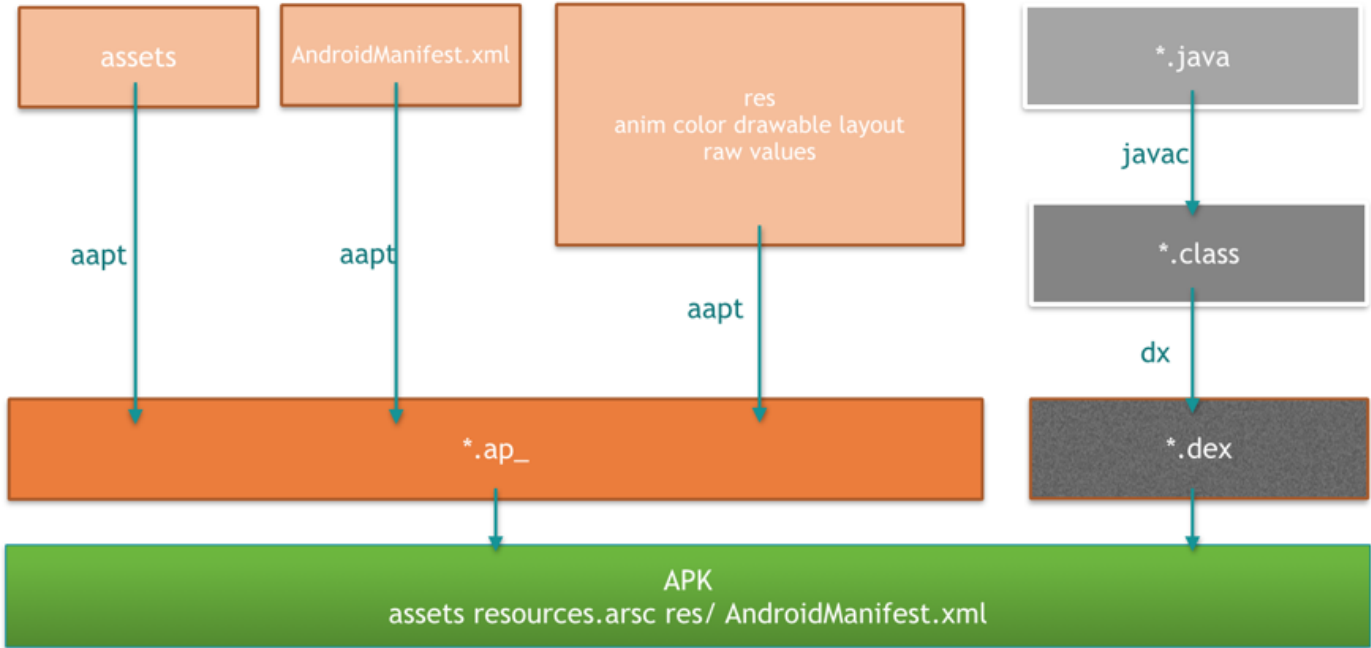 assets
AndroidManifest.xml
res
anim color drawable layout
raw values
*.java
javac
*.class
aapt
aapt
aapt
dx
*.ap_
*.dex
APK
assets resources.arsc res/ AndroidManifest.xml